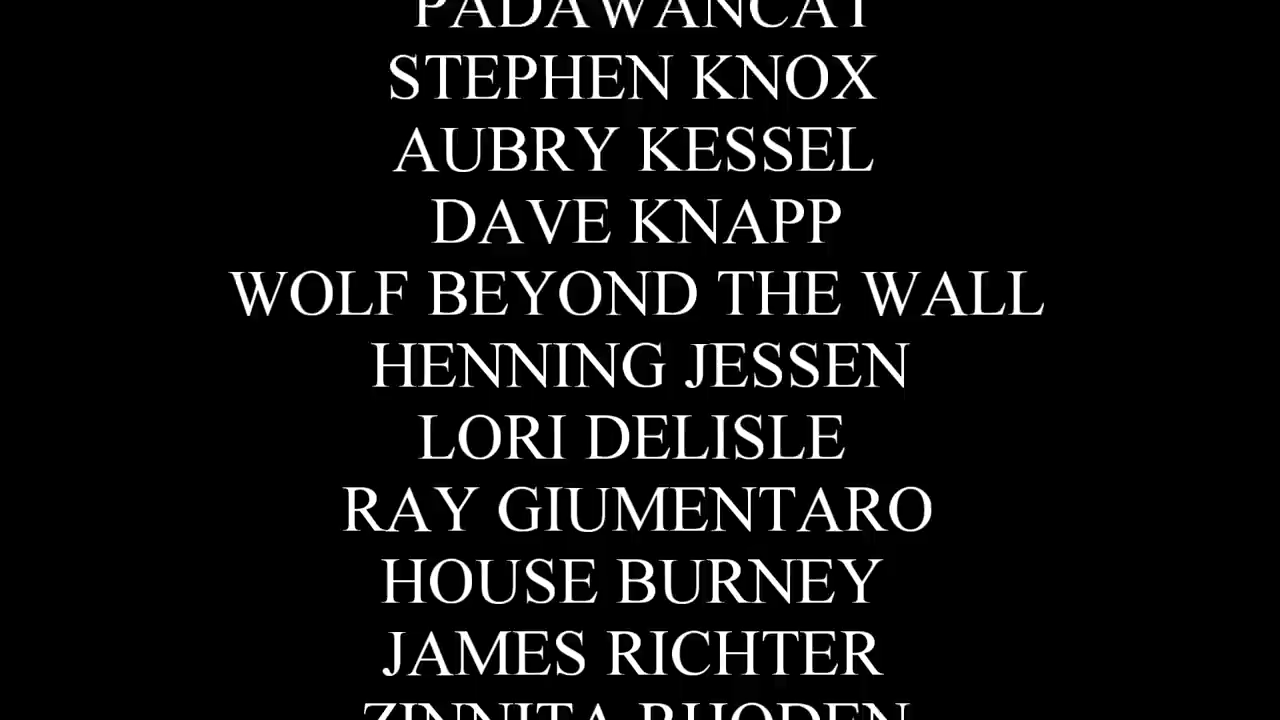 PADAWANCAT
STEPHEN KNOX
AUBRY KESSEL
DAVE KNAPP
WOLF BEYOND THE WALL
HENNING JESSEN
LORI DELISLE
RAY GIUMENTARO
HOUSE BURNEY
JAMES RICHTER
ZINNITA RHODEN